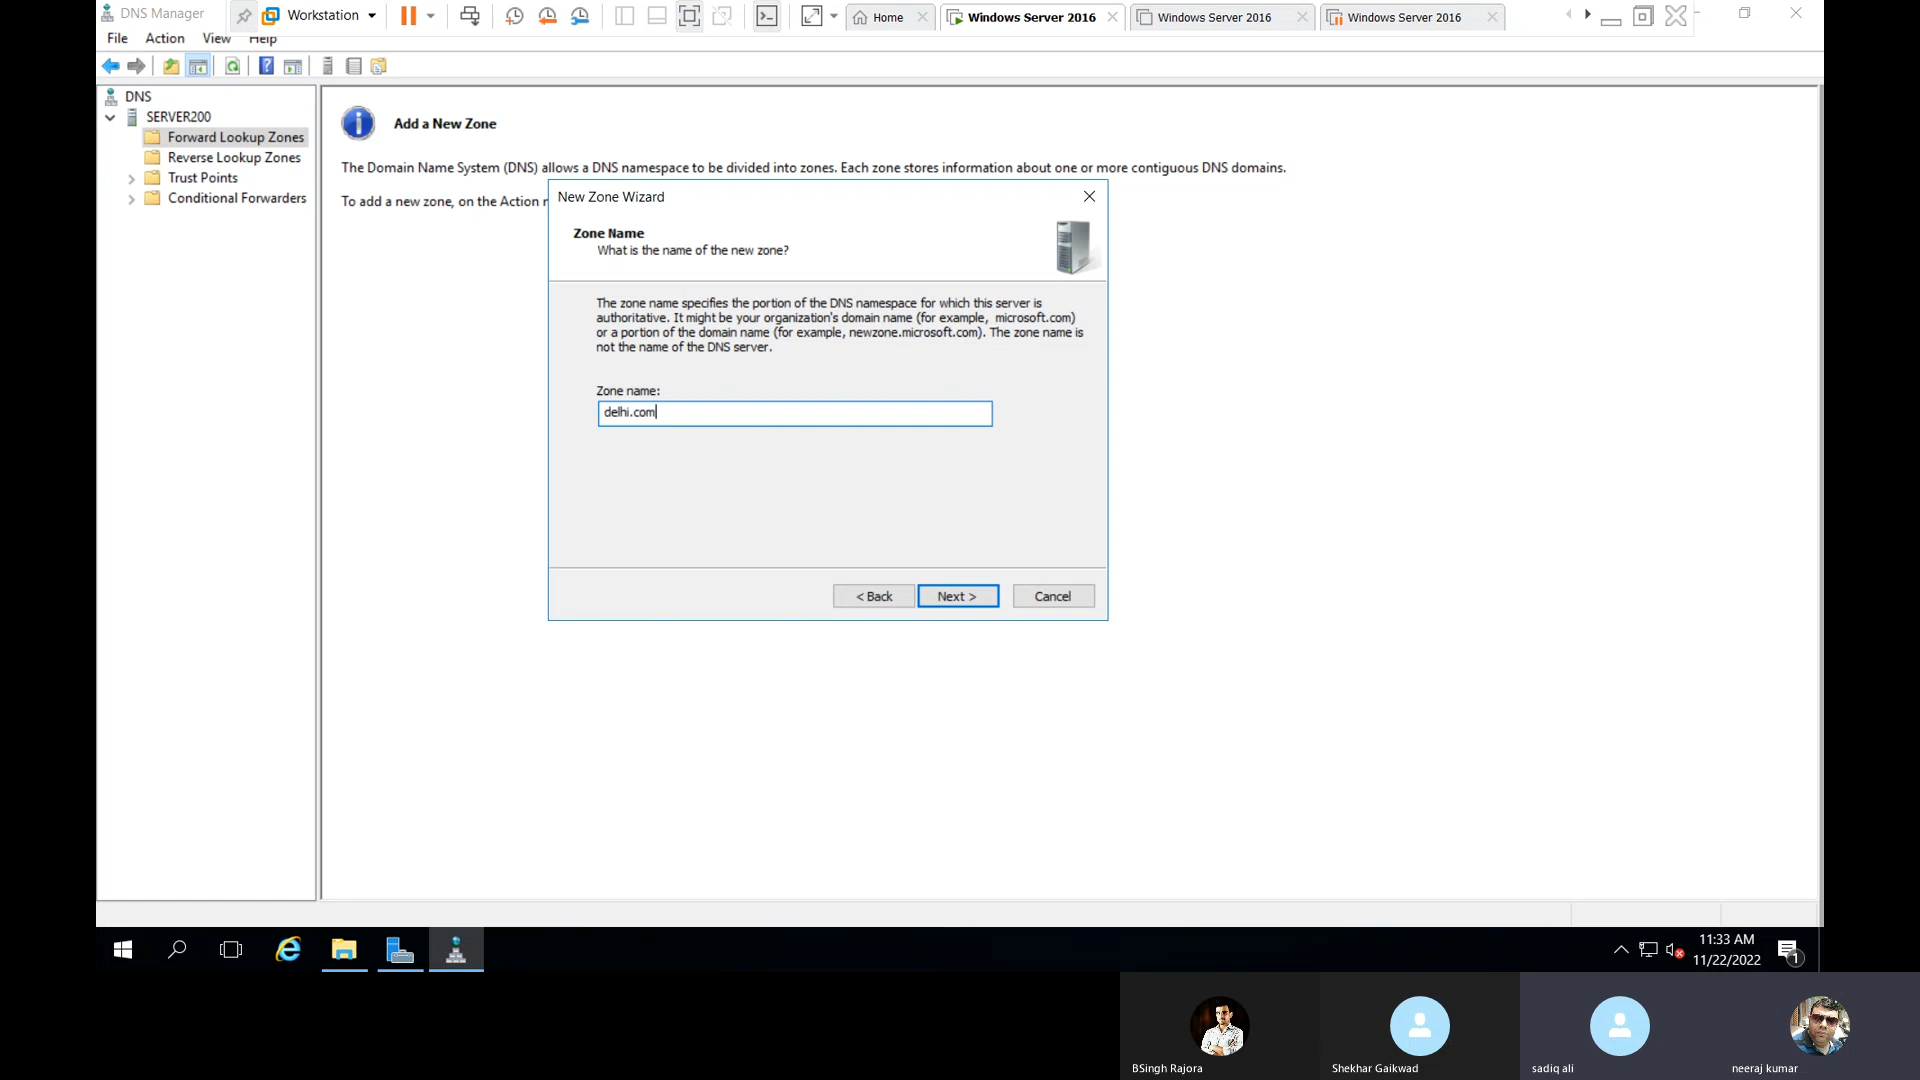 DNS Manager
Workstation
Home
Windows Server 2016
Windows Server 2016
Windows Server 2016
File Action View Help
DNS
SERVER200
Forward Lookup Zones
Reverse Lookup Zones
Trust Points
Conditional Forwarders
Add a New Zone
The Domain Name System (DNS) allows a DNS namespace to be divided into zones. Each zone stores information about one or more contiguous DNS domains.
To add a new zone, on the Action
New Zone Wizard
Zone Name
What is the name of the new zone?
The zone name specifies the portion of the DNS namespace for which this server is
authoritative. It might be your organization's domain name (for example, microsoft.com)
or a portion of the domain name (for example, newzone.microsoft.com). The zone name is
not the name of the DNS server.
Zone name:
delhi.com
< Back
Next >
Cancel
11:33 AM
11/22/2022
1
BSingh Rajora
Shekhar Gaikwad
sadiq ali
neeraj kumar